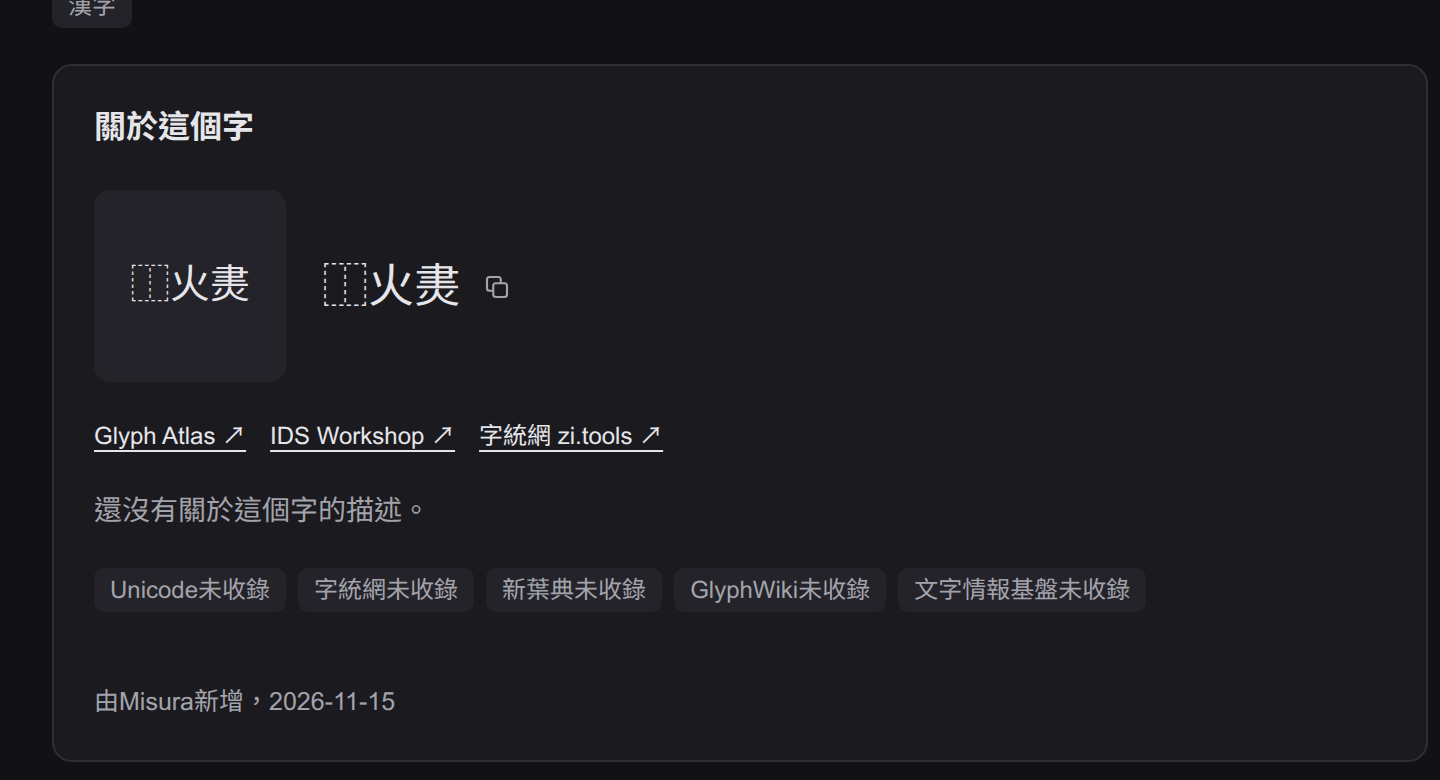 漢字
關於這個字
⿰火㶳 ⿰火㶳
Glyph Atlas ↗ IDS Workshop ↗ 字統網 zi.tools ↗
還沒有關於這個字的描述。
Unicode未收錄 字統網未收錄 新葉典未收錄 GlyphWiki未收錄 文字情報基盤未收錄
由Misura新增，2026-11-15